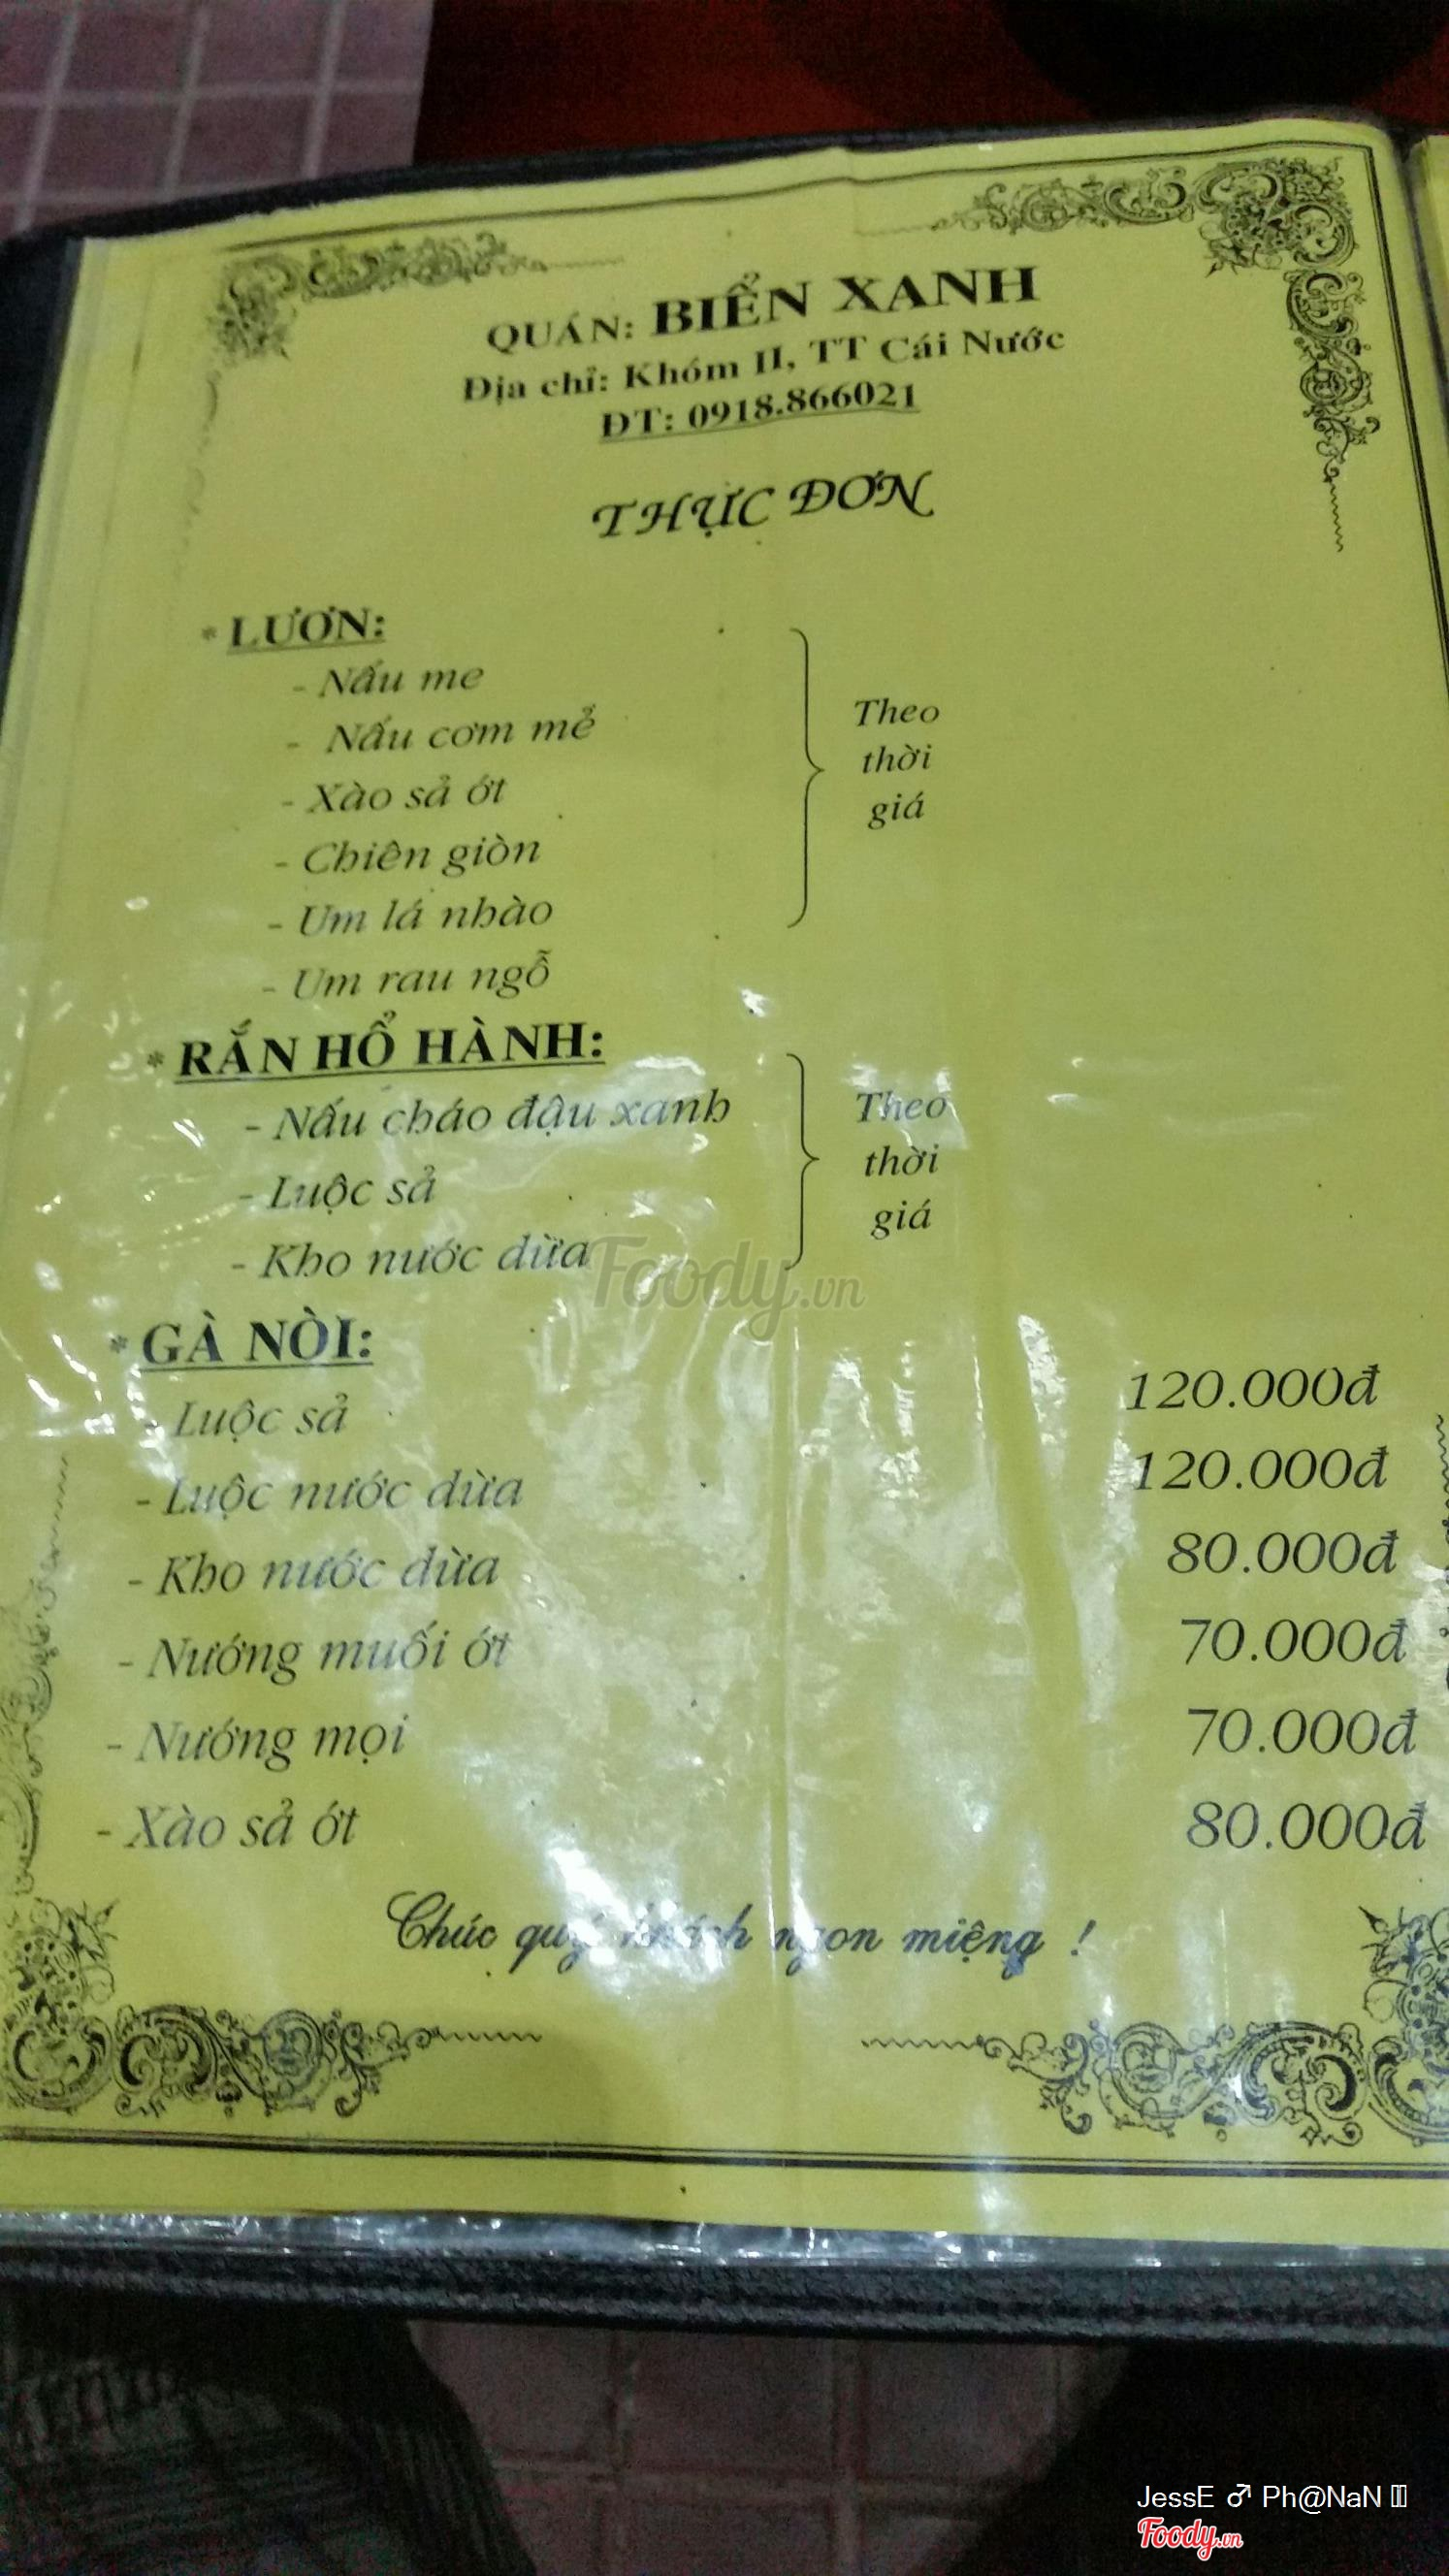 QUÁN: BIỂN XANH
Địa chỉ: Khóm II, TT Cái Nước
ĐT: 0918.866021
THỰC ĐƠN
* LƯƠN:
- Nấu me
- Nấu cơm mẻ
- Xào sả ớt
- Chiên giòn
- Um lá nhào
- Um rau ngỗ
Theo
thời
giá
* RẮN HỔ HÀNH:
- Nấu cháo đậu xanh
- Luộc sả
- Kho nước dừa
Theo
thời
giá
Foody.vn
* GÀ NÒI:
- Luộc sả 120.000đ
- Luộc nước dừa 120.000đ
- Kho nước dừa 80.000đ
- Nướng muối ớt 70.000đ
- Nướng mọi 70.000đ
- Xào sả ớt 80.000đ
Chúc quý khách ngon miệng !
JessE ♂ Ph@NaN
Foody.vn